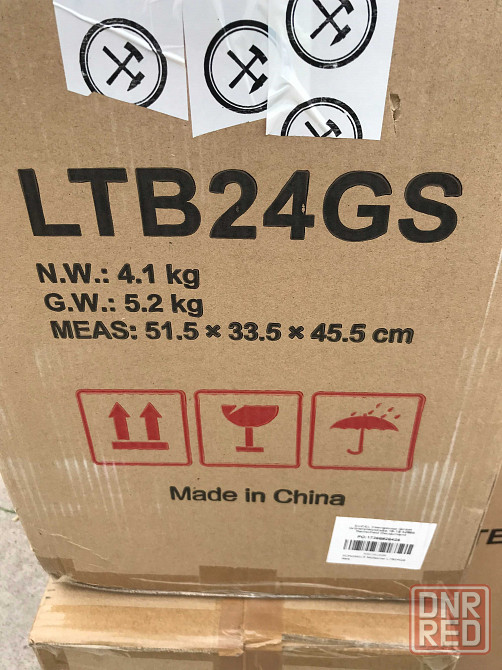 LTB24GS
N.W.: 4.1 kg
G.W.: 5.2 kg
MEAS: 51.5 × 33.5 × 45.5 cm
Made in China
TE
DNR
RED